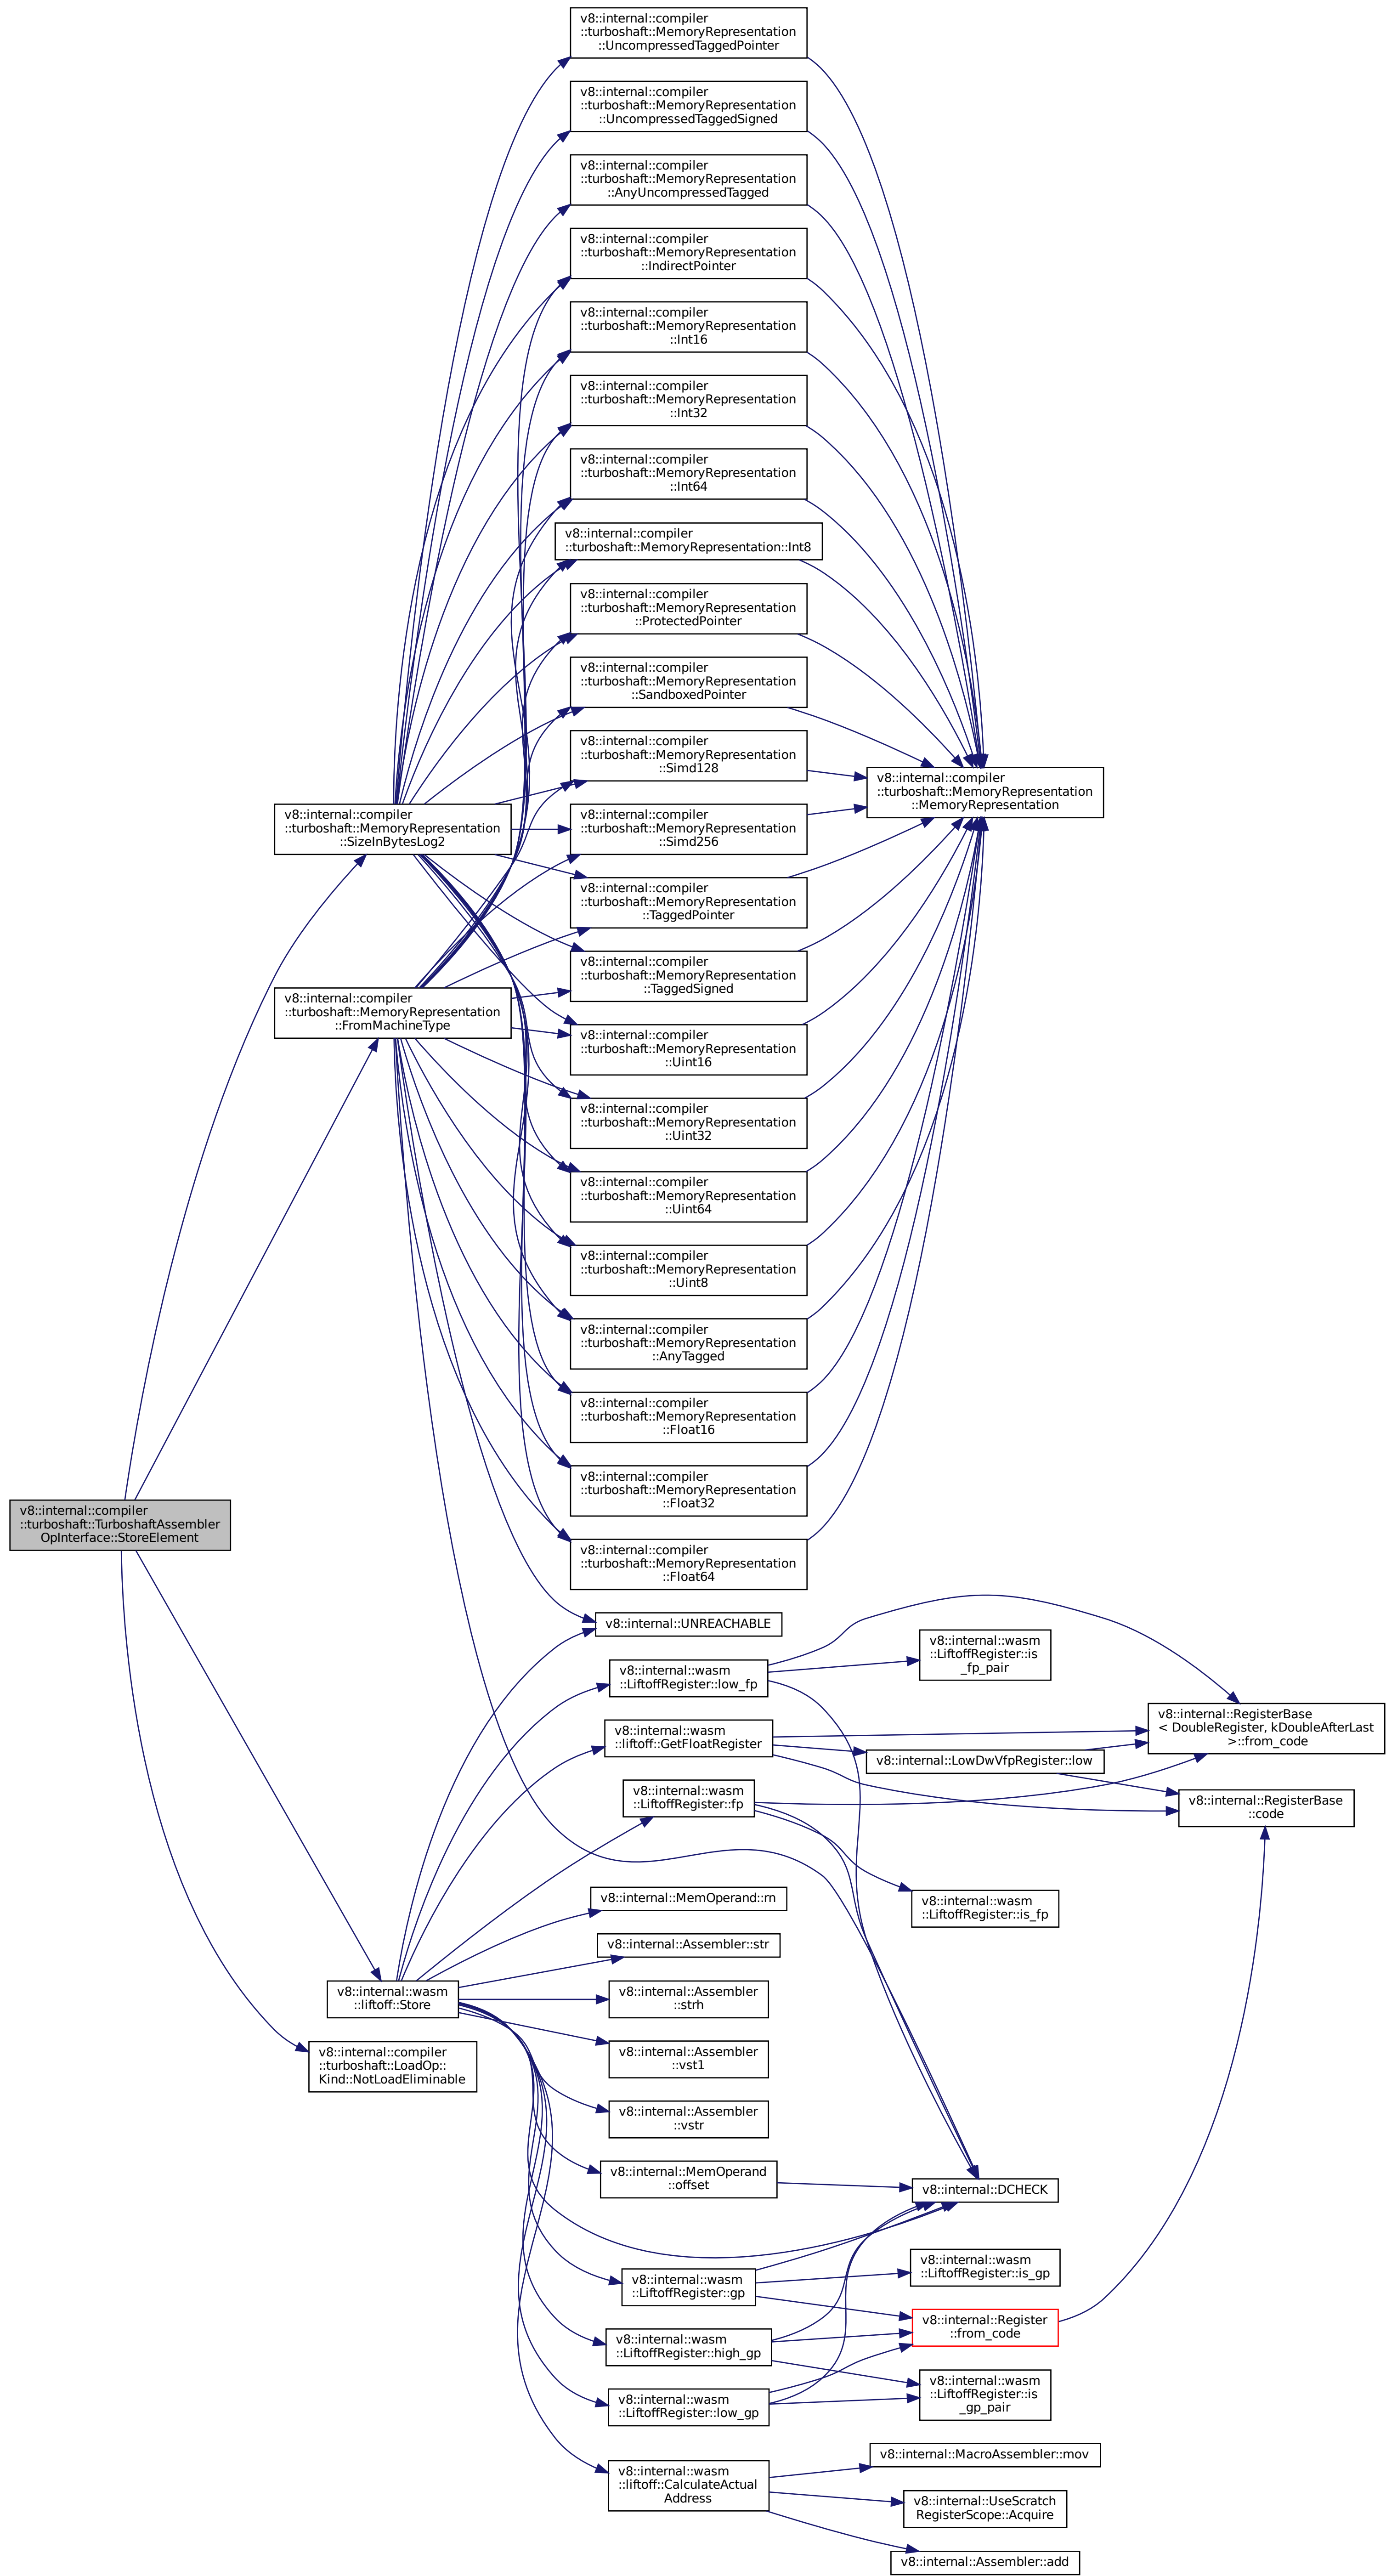 v8::internal::compiler
::turboshaft::MemoryRepresentation
::UncompressedTaggedPointer
v8::internal::compiler
::turboshaft::MemoryRepresentation
::UncompressedTaggedSigned
v8::internal::compiler
::turboshaft::MemoryRepresentation
::AnyUncompressedTagged
v8::internal::compiler
::turboshaft::MemoryRepresentation
::IndirectPointer
v8::internal::compiler
::turboshaft::MemoryRepresentation
::Int16
v8::internal::compiler
::turboshaft::MemoryRepresentation
::Int32
v8::internal::compiler
::turboshaft::MemoryRepresentation
::Int64
v8::internal::compiler
::turboshaft::MemoryRepresentation::Int8
v8::internal::compiler
::turboshaft::MemoryRepresentation
::ProtectedPointer
v8::internal::compiler
::turboshaft::MemoryRepresentation
::SandboxedPointer
v8::internal::compiler
::turboshaft::MemoryRepresentation
::Simd128
v8::internal::compiler
::turboshaft::MemoryRepresentation
::MemoryRepresentation
v8::internal::compiler
::turboshaft::MemoryRepresentation
::SizeInBytesLog2
v8::internal::compiler
::turboshaft::MemoryRepresentation
::Simd256
v8::internal::compiler
::turboshaft::MemoryRepresentation
::TaggedPointer
v8::internal::compiler
::turboshaft::MemoryRepresentation
::TaggedSigned
v8::internal::compiler
::turboshaft::MemoryRepresentation
::FromMachineType
v8::internal::compiler
::turboshaft::MemoryRepresentation
::Uint16
v8::internal::compiler
::turboshaft::MemoryRepresentation
::Uint32
v8::internal::compiler
::turboshaft::MemoryRepresentation
::Uint64
v8::internal::compiler
::turboshaft::MemoryRepresentation
::Uint8
v8::internal::compiler
::turboshaft::MemoryRepresentation
::AnyTagged
v8::internal::compiler
::turboshaft::MemoryRepresentation
::Float16
v8::internal::compiler
::turboshaft::MemoryRepresentation
::Float32
v8::internal::compiler
::turboshaft::TurboshaftAssembler
OpInterface::StoreElement
v8::internal::compiler
::turboshaft::MemoryRepresentation
::Float64
v8::internal::UNREACHABLE
v8::internal::wasm
::LiftoffRegister::low_fp
v8::internal::wasm
::LiftoffRegister::is
_fp_pair
v8::internal::RegisterBase
< DoubleRegister, kDoubleAfterLast
>::from_code
v8::internal::wasm
::liftoff::GetFloatRegister
v8::internal::LowDwVfpRegister::low
v8::internal::wasm
::LiftoffRegister::fp
v8::internal::RegisterBase
::code
v8::internal::MemOperand::rn
v8::internal::wasm
::LiftoffRegister::is_fp
v8::internal::Assembler::str
v8::internal::wasm
::liftoff::Store
v8::internal::Assembler
::strh
v8::internal::compiler
::turboshaft::LoadOp::
Kind::NotLoadEliminable
v8::internal::Assembler
::vst1
v8::internal::Assembler
::vstr
v8::internal::MemOperand
::offset
v8::internal::DCHECK
v8::internal::wasm
::LiftoffRegister::gp
v8::internal::wasm
::LiftoffRegister::is_gp
v8::internal::Register
::from_code
v8::internal::wasm
::LiftoffRegister::high_gp
v8::internal::wasm
::LiftoffRegister::is
_gp_pair
v8::internal::wasm
::LiftoffRegister::low_gp
v8::internal::MacroAssembler::mov
v8::internal::wasm
::liftoff::CalculateActual
Address
v8::internal::UseScratch
RegisterScope::Acquire
v8::internal::Assembler::add